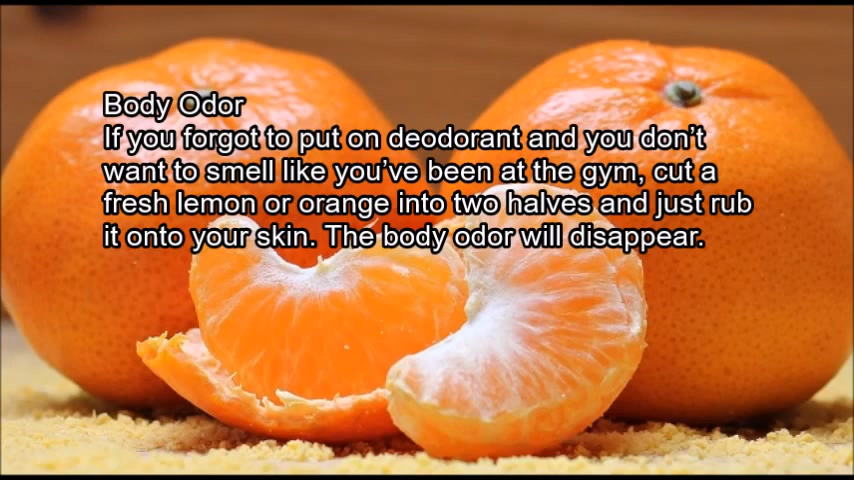 Body Odor
If you forgot to put on deodorant and you don’t
want to smell like you’ve been at the gym, cut a
fresh lemon or orange into two halves and just rub
it onto your skin. The body odor will disappear.